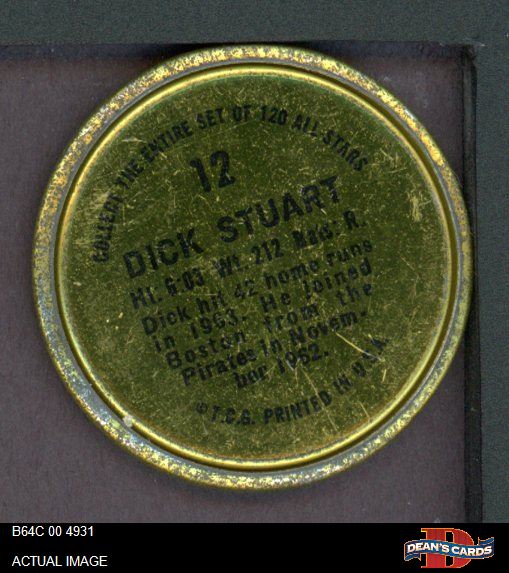 COLLECT THE ENTIRE SET OF 120 ALL-STARS
12
DICK STUART
Ht. 6:03 Wt. 212 Bats: R.
Dick hit 42 home runs
in 1963. He joined
Boston from the
Pirates in Novem-
ber 1962.
© T.C.G. PRINTED IN U.S.A.
B64C 00 4931
ACTUAL IMAGE
D
DEAN'S CARDS